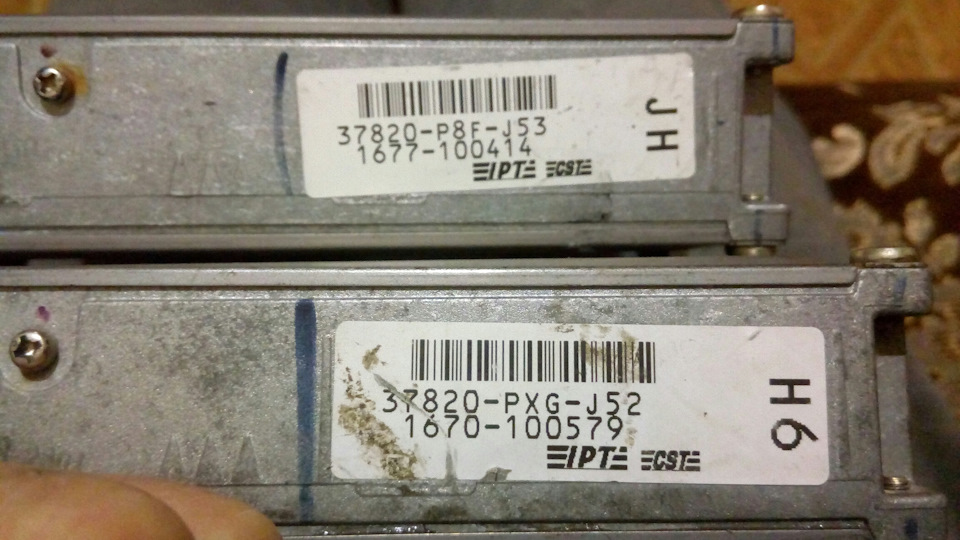 37820-P8F-J53
1677-100414
IPT CST
JH
37820-PXG-J52
1670-100579
IPT CST
H6